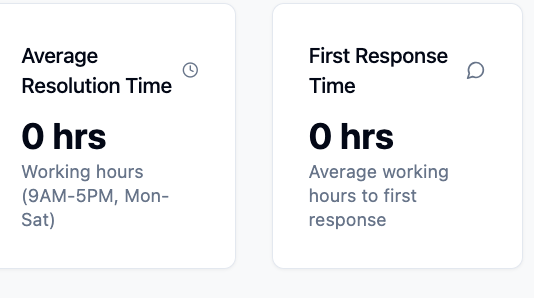 Average
Resolution Time
0 hrs
Working hours
(9AM-5PM, Mon-
Sat)
First Response
Time
0 hrs
Average working
hours to first
response